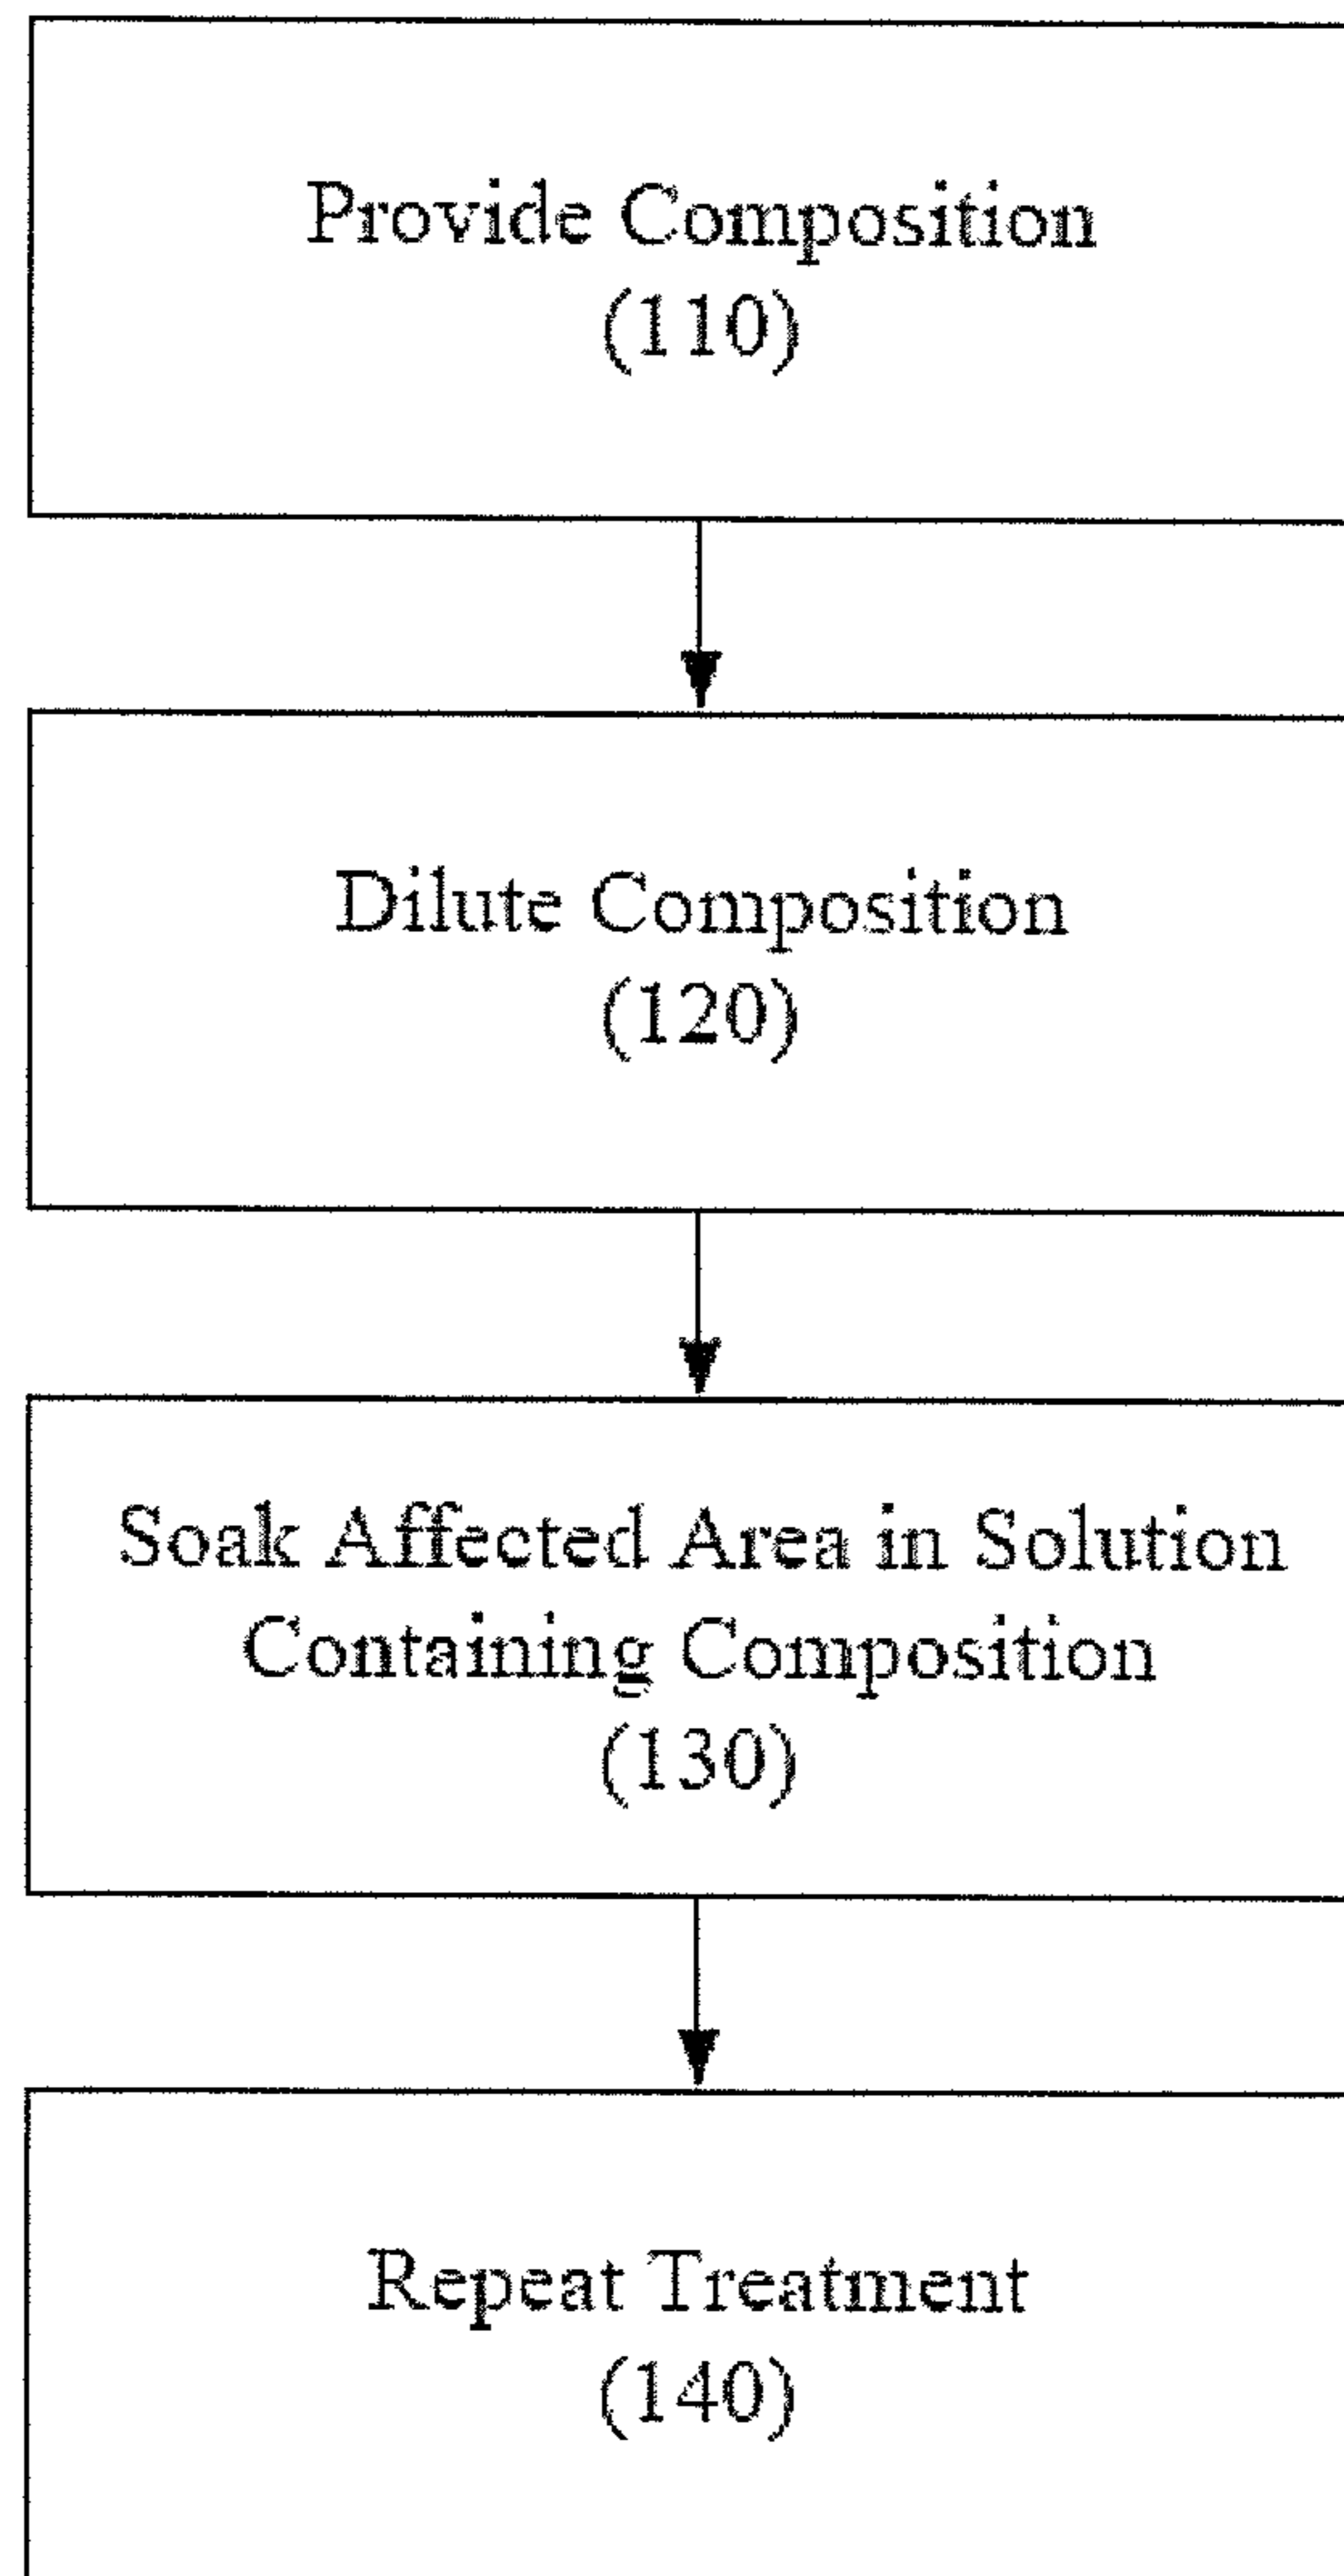 Provide Composition
(110)
Dilute Composition
(120)
Soak Affected Area in Solution
Containing Composition
(130)
Repeat Treatment
(140)